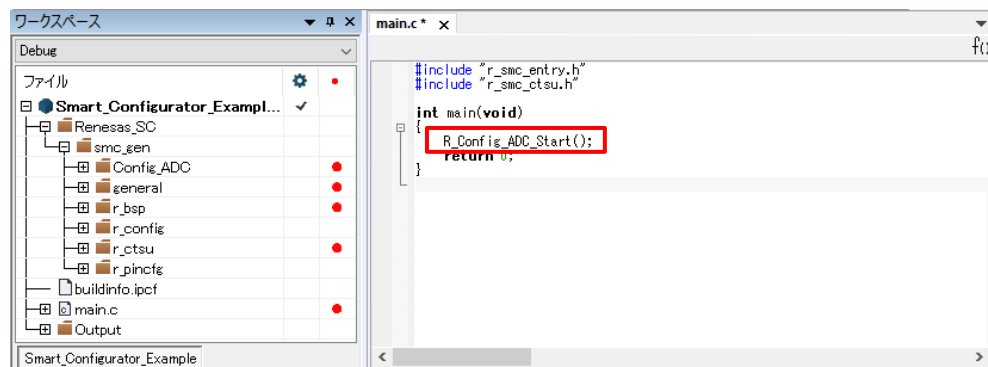 ワークスペース
Debug
ファイル
Smart_Configurator_Exampl...
Renesas_SC
smc_gen
Config_ADC
general
r_bsp
r_config
r_ctsu
r_pincfg
buildinfo.ipcf
main.c
Output
Smart_Configurator_Example
main.c *
#include "r_smc_entry.h"
#include "r_smc_ctsu.h"
int main(void)
{
R_Config_ADC_Start();
return 0;
}